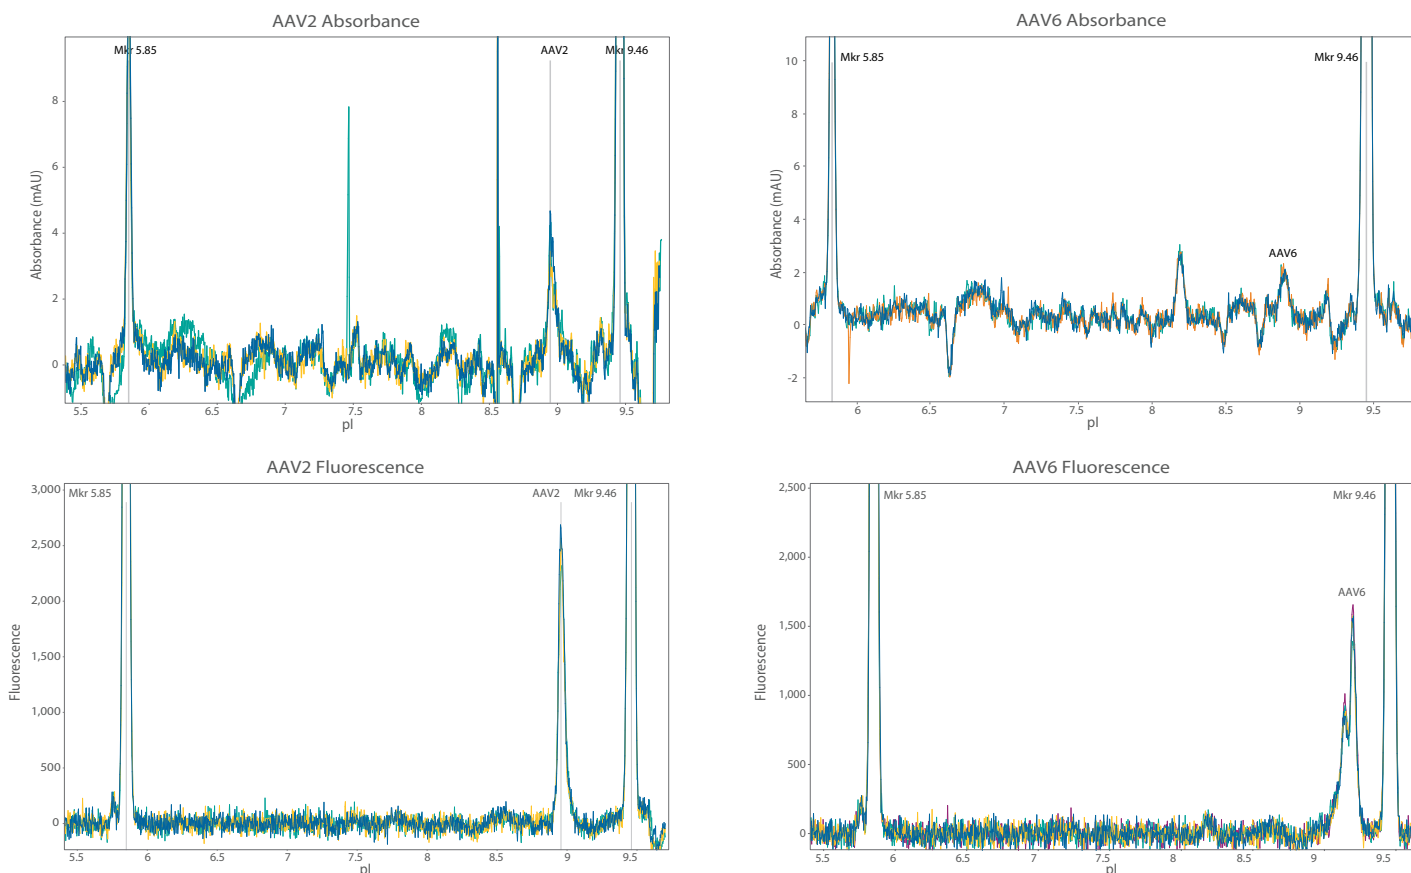 AAV2 Absorbance
Mkr 5.85
AAV2
Mkr 9.46
8
6
4
2
0
Absorbance (mAU)
5.5 6 6.5 7 7.5 8 8.5 9 9.5
pI
AAV6 Absorbance
Mkr 5.85
Mkr 9.46
AAV6
10
8
6
4
2
0
-2
Absorbance (mAU)
6 6.5 7 7.5 8 8.5 9 9.5
pI
AAV2 Fluorescence
Mkr 5.85
AAV2
Mkr 9.46
3,000
2,500
2,000
1,500
1,000
500
0
Fluorescence
5.5 6 6.5 7 7.5 8 8.5 9 9.5
pI
AAV6 Fluorescence
Mkr 5.85
Mkr 9.46
AAV6
2,500
2,000
1,500
1,000
500
0
Fluorescence
5.5 6.0 6.5 7 7.5 8 8.5 9 9.5
pI